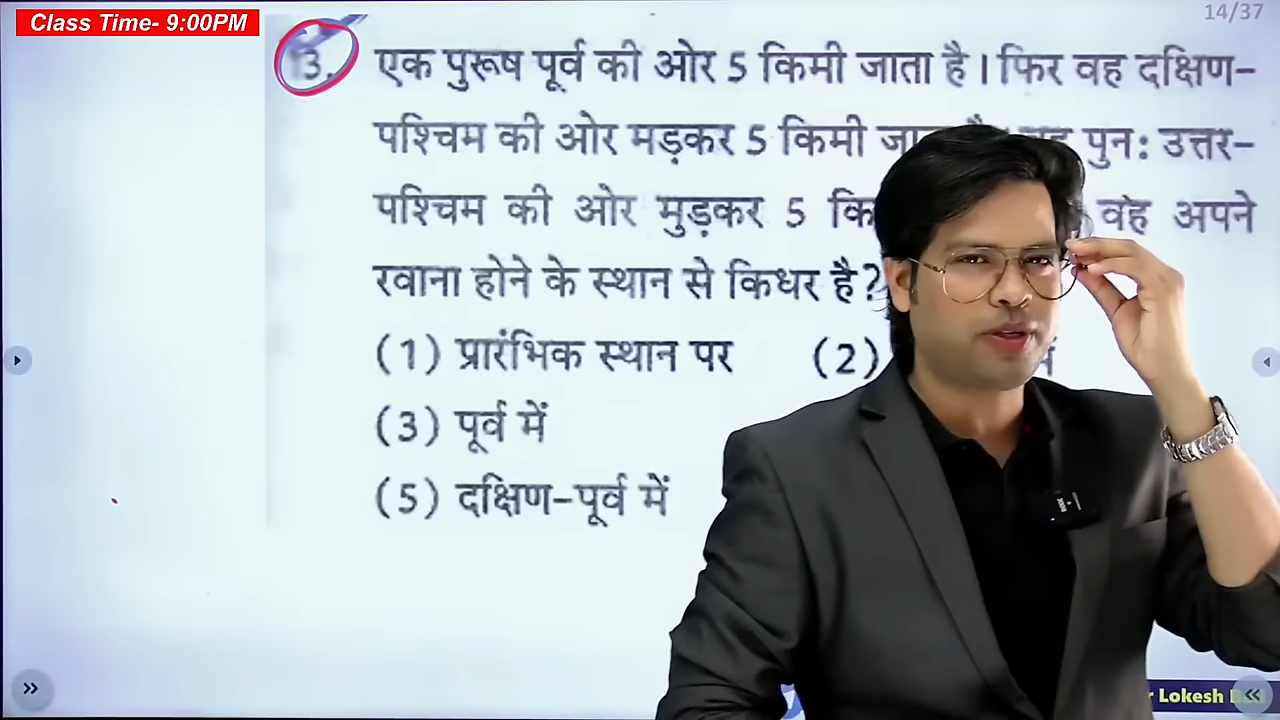 Class Time- 9:00PM
14/37
13. एक पुरूष पूर्व की ओर 5 किमी जाता है। फिर वह दक्षिण-
पश्चिम की ओर मड़कर 5 किमी पुनः उत्तर-
पश्चिम की ओर मुड़कर 5 वह अपने
रवाना होने के स्थान से किधर है?
(1) प्रारंभिक स्थान पर (2)
(3) पूर्व में
(5) दक्षिण-पूर्व में
Lokesh